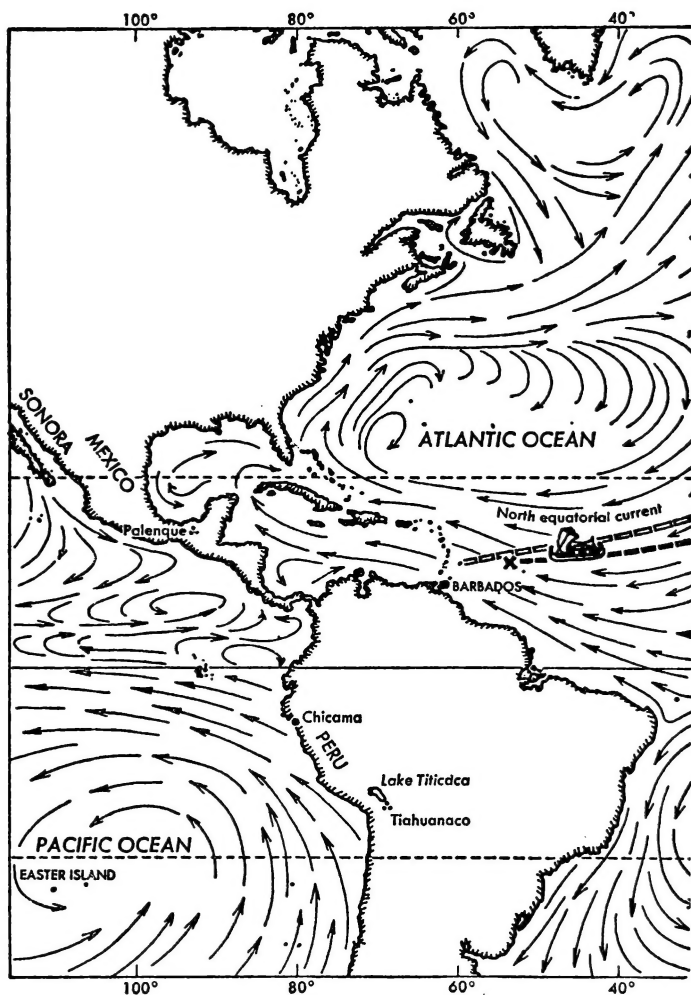 100° 80° 60° 40°
SONORA
MEXICO
ATLANTIC OCEAN
North equatorial current
Palenque
X
BARBADOS
Chicama
PERU
Lake Titicaca
Tiahuanaco
PACIFIC OCEAN
EASTER ISLAND
100° 80° 60° 40°